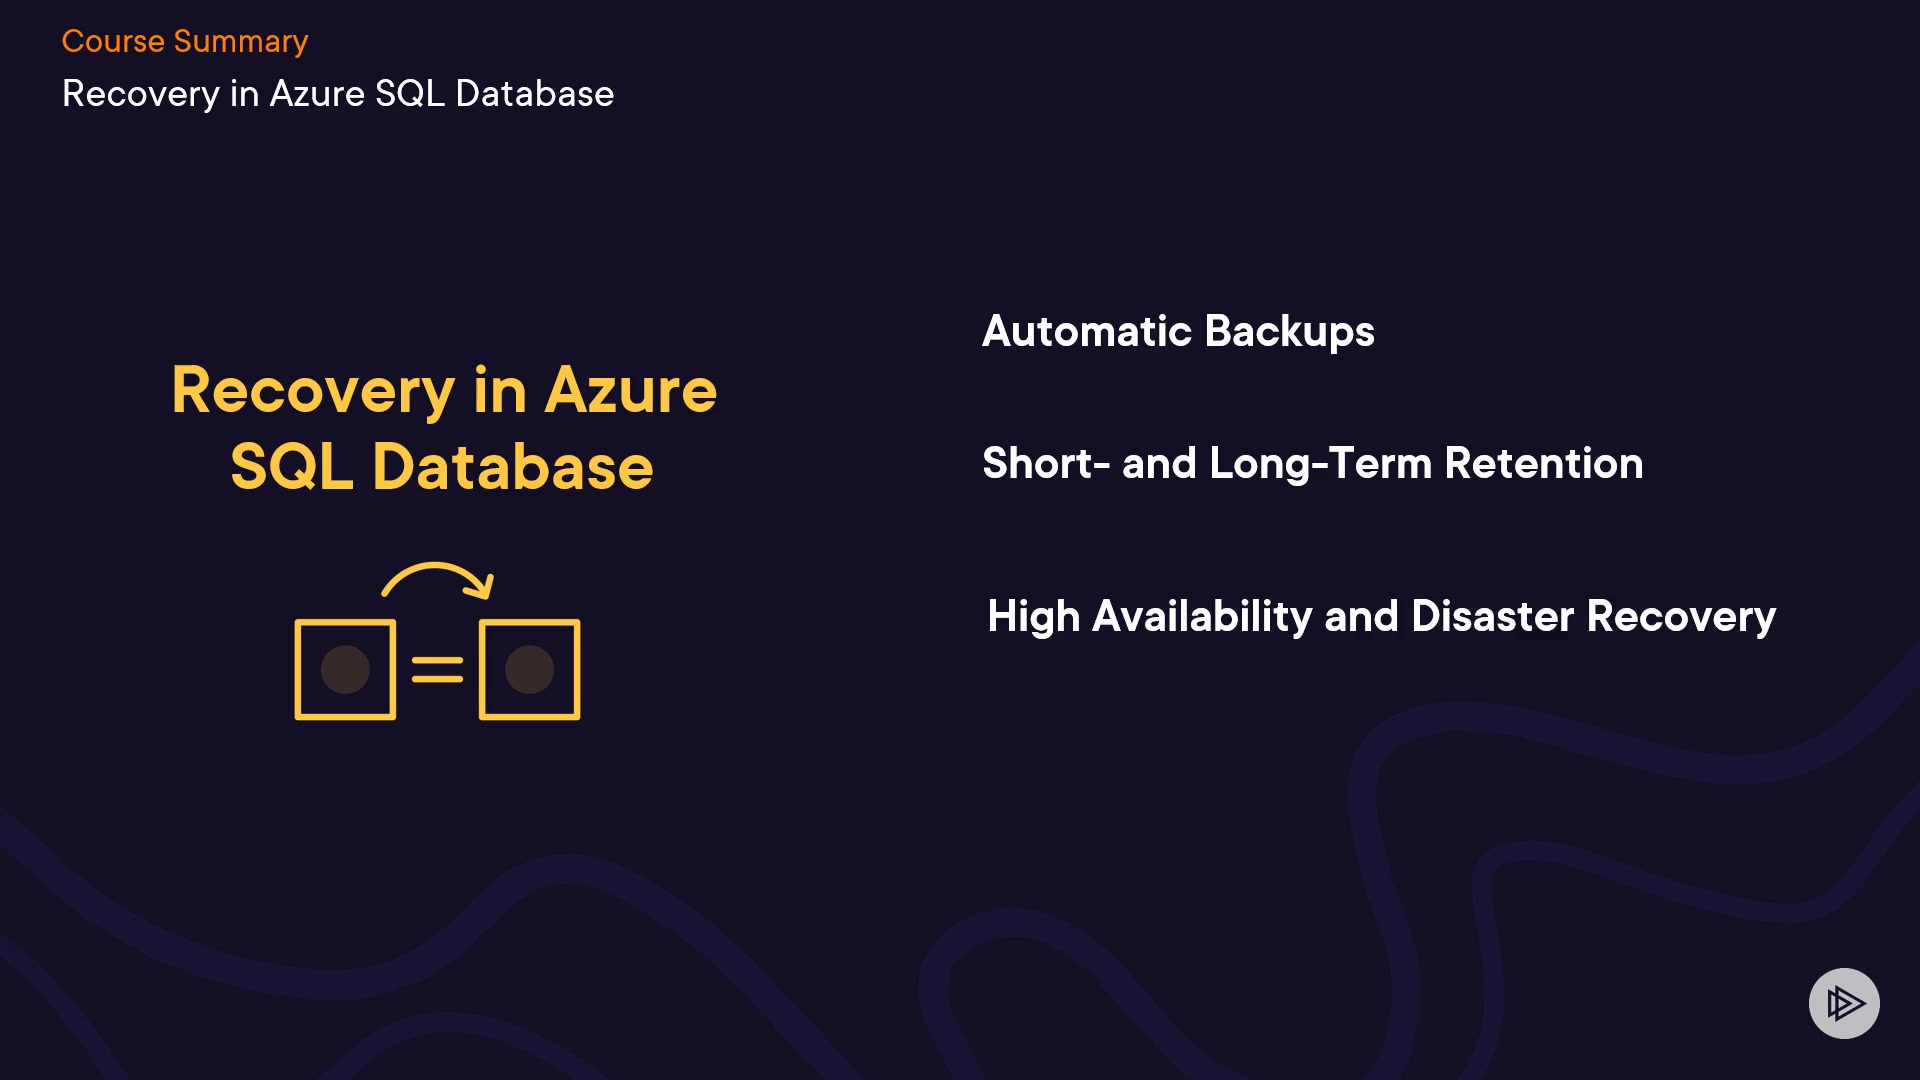 Course Summary
Recovery in Azure SQL Database
Recovery in Azure
SQL Database
Automatic Backups
Short- and Long-Term Retention
High Availability and Disaster Recovery